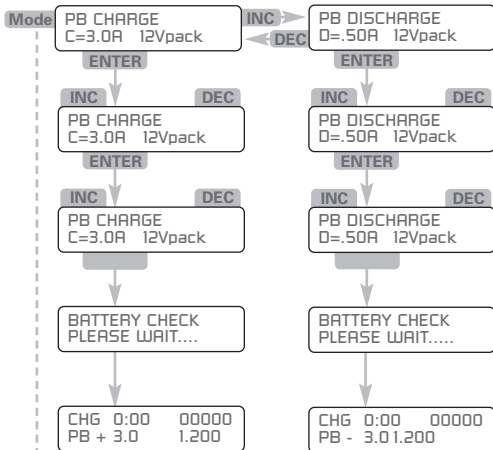 Mode
PB CHARGE
C=3.0A 12Vpack
INC
DEC
PB DISCHARGE
D=.50A 12Vpack
ENTER
ENTER
INC DEC
PB CHARGE
C=3.0A 12Vpack
INC DEC
PB DISCHARGE
D=.50A 12Vpack
ENTER
ENTER
INC DEC
PB CHARGE
C=3.0A 12Vpack
INC DEC
PB DISCHARGE
D=.50A 12Vpack
BATTERY CHECK
PLEASE WAIT....
BATTERY CHECK
PLEASE WAIT.....
CHG 0:00 00000
PB + 3.0 1.200
CHG 0:00 00000
PB - 3.01.200